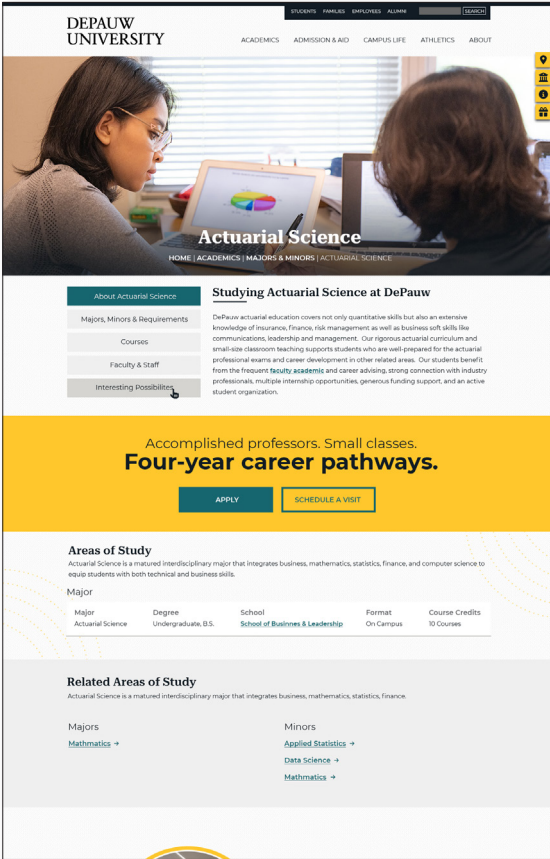 STUDENTS FAMILIES EMPLOYEES ALUMNI SEARCH
DEPAUW
UNIVERSITY
ACADEMICS ADMISSION & AID CAMPUS LIFE ATHLETICS ABOUT
Actuarial Science
HOME | ACADEMICS | MAJORS & MINORS | ACTUARIAL SCIENCE
About Actuarial Science
Majors, Minors & Requirements
Courses
Faculty & Staff
Interesting Possibilites
Studying Actuarial Science at DePauw
DePauw actuarial education covers not only quantitative skills but also an extensive
knowledge of insurance, finance, risk management as well as business soft skills like
communications, leadership and management. Our rigorous actuarial curriculum and
small-size classroom teaching supports students who are well-prepared for the actuarial
professional exams and career development in other related areas. Our students benefit
from the frequent faculty academic and career advising, strong connection with industry
professionals, multiple internship opportunities, generous funding support, and an active
student organization.
Accomplished professors. Small classes.
Four-year career pathways.
APPLY
SCHEDULE A VISIT
Areas of Study
Actuarial Science is a matured interdisciplinary major that integrates business, mathematics, statistics, finance, and computer science to
equip students with both technical and business skills.
Major
Major Degree School Format Course Credits
Actuarial Science Undergraduate, B.S. School of Businnes & Leadership On Campus 10 Courses
Related Areas of Study
Actuarial Science is a matured interdisciplinary major that integrates business, mathematics, statistics, finance.
Majors
Mathmatics →
Minors
Applied Statistics →
Data Science →
Mathmatics →